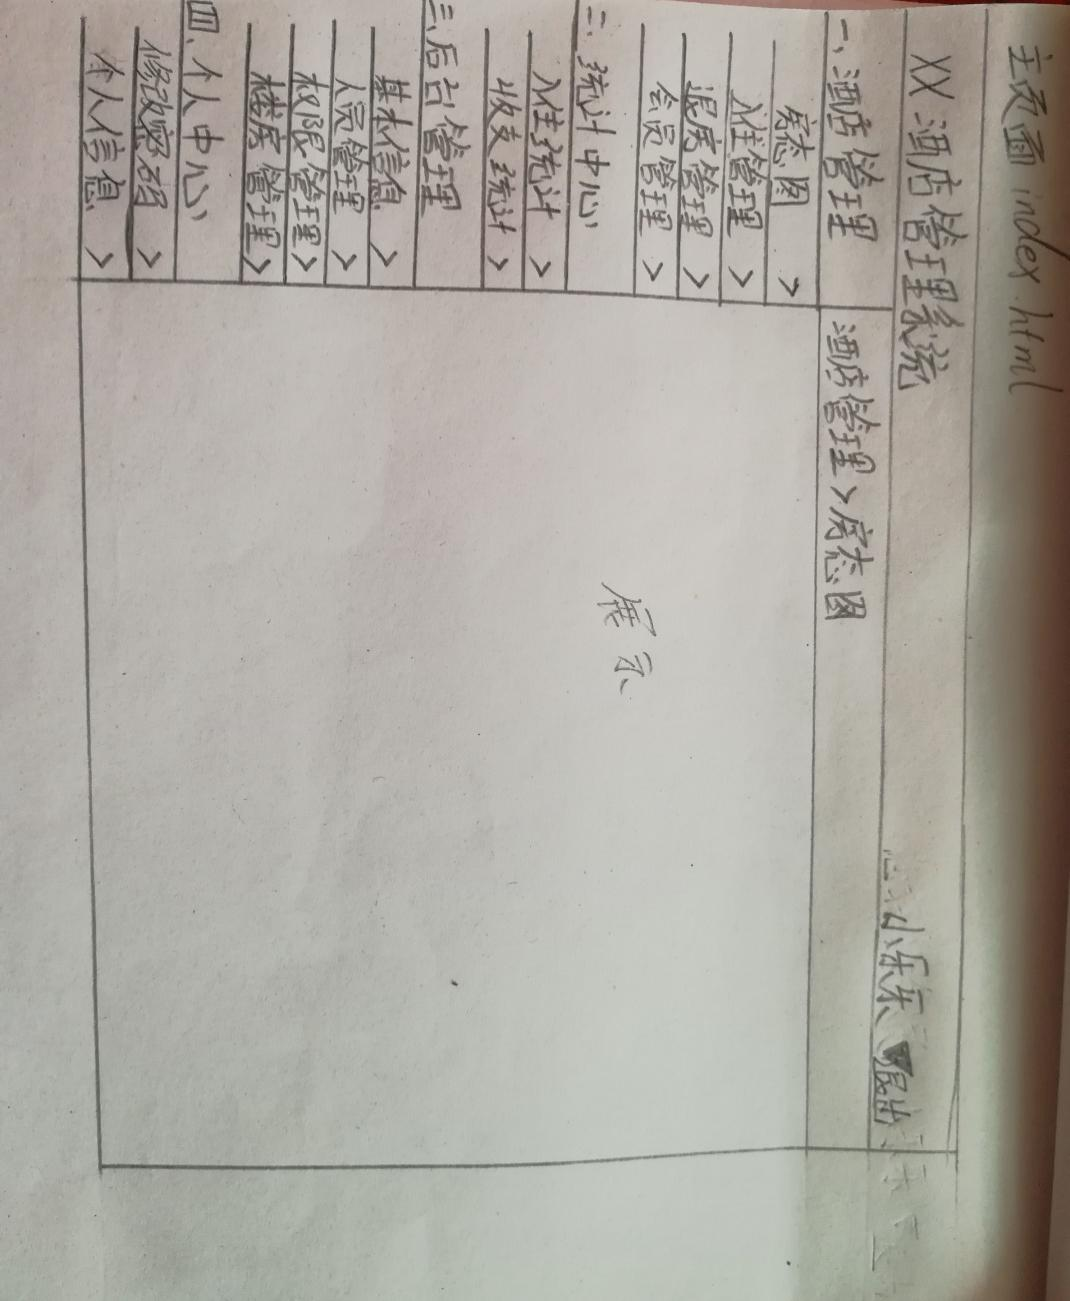 主页面 index.html
XX 酒店管理系统
小乐乐 ▼ 退出
一、酒店管理
房态图 >
入住管理 >
退房管理 >
会员管理 >
二、统计中心
入住统计 >
收支统计 >
三、后台管理
基本信息 >
人员管理 >
权限管理 >
楼房管理 >
四、个人中心
修改密码 >
个人信息 >
酒店管理 > 房态图
展示